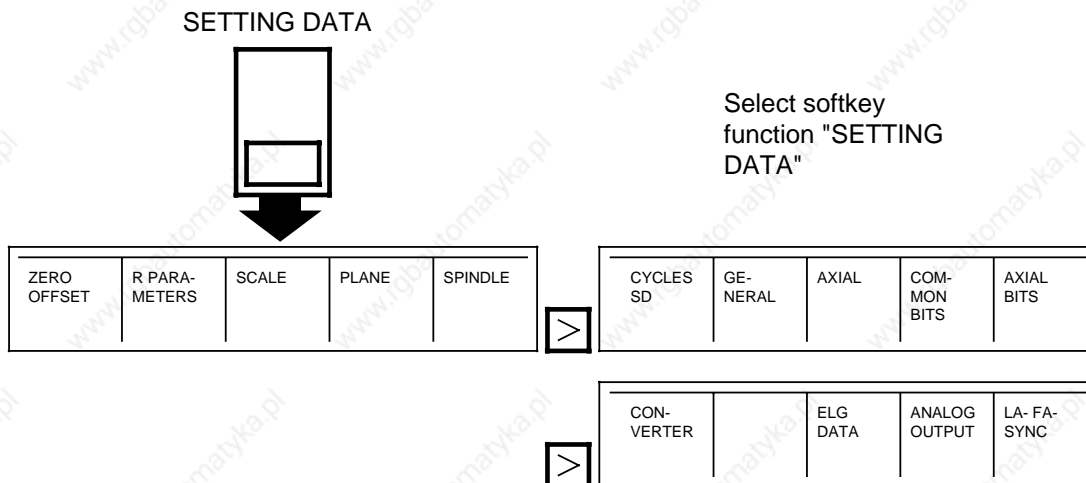 SETTING DATA
Select softkey
function "SETTING
DATA"
ZERO
OFFSET
R PARA-
METERS
SCALE
PLANE
SPINDLE
>
CYCLES
SD
GE-
NERAL
AXIAL
COM-
MON
BITS
AXIAL
BITS
>
CON-
VERTER
ELG
DATA
ANALOG
OUTPUT
LA- FA-
SYNC